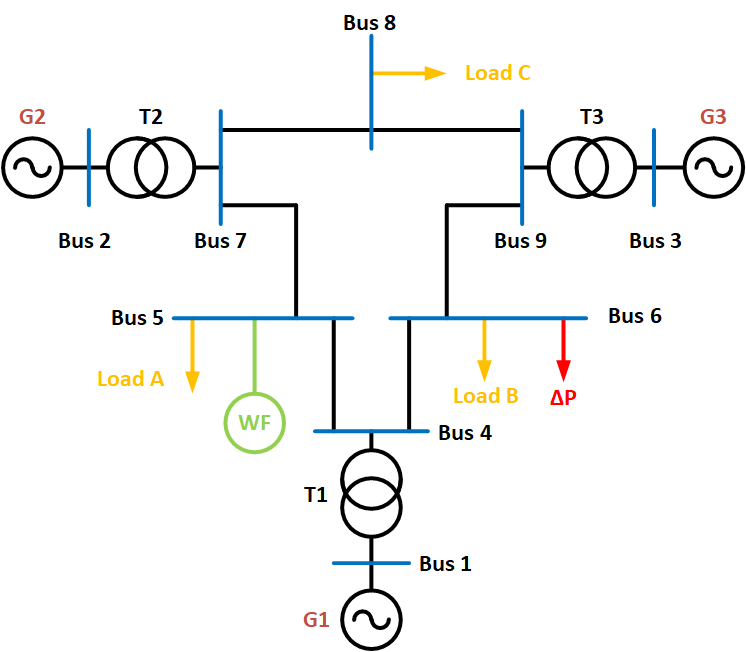 Bus 8
Load C
G2
T2
T3
G3
Bus 2
Bus 7
Bus 9
Bus 3
Bus 5
Bus 6
Load A
WF
Load B
ΔP
Bus 4
T1
Bus 1
G1